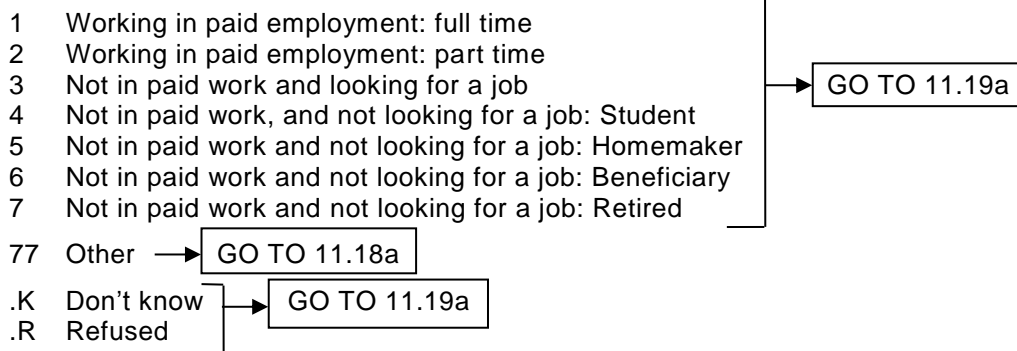 1 Working in paid employment: full time
2 Working in paid employment: part time
3 Not in paid work and looking for a job
4 Not in paid work, and not looking for a job: Student
5 Not in paid work and not looking for a job: Homemaker
6 Not in paid work and not looking for a job: Beneficiary
7 Not in paid work and not looking for a job: Retired
GO TO 11.19a
77 Other GO TO 11.18a
.K Don't know
.R Refused
GO TO 11.19a